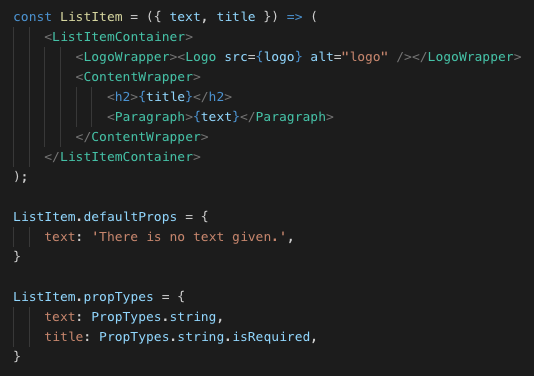 const ListItem = ({ text, title }) => (
    <ListItemContainer>
        <LogoWrapper><Logo src={logo} alt="logo" /></LogoWrapper>
        <ContentWrapper>
            <h2>{title}</h2>
            <Paragraph>{text}</Paragraph>
        </ContentWrapper>
    </ListItemContainer>
);

ListItem.defaultProps = {
    text: 'There is no text given.',
}

ListItem.propTypes = {
    text: PropTypes.string,
    title: PropTypes.string.isRequired,
}